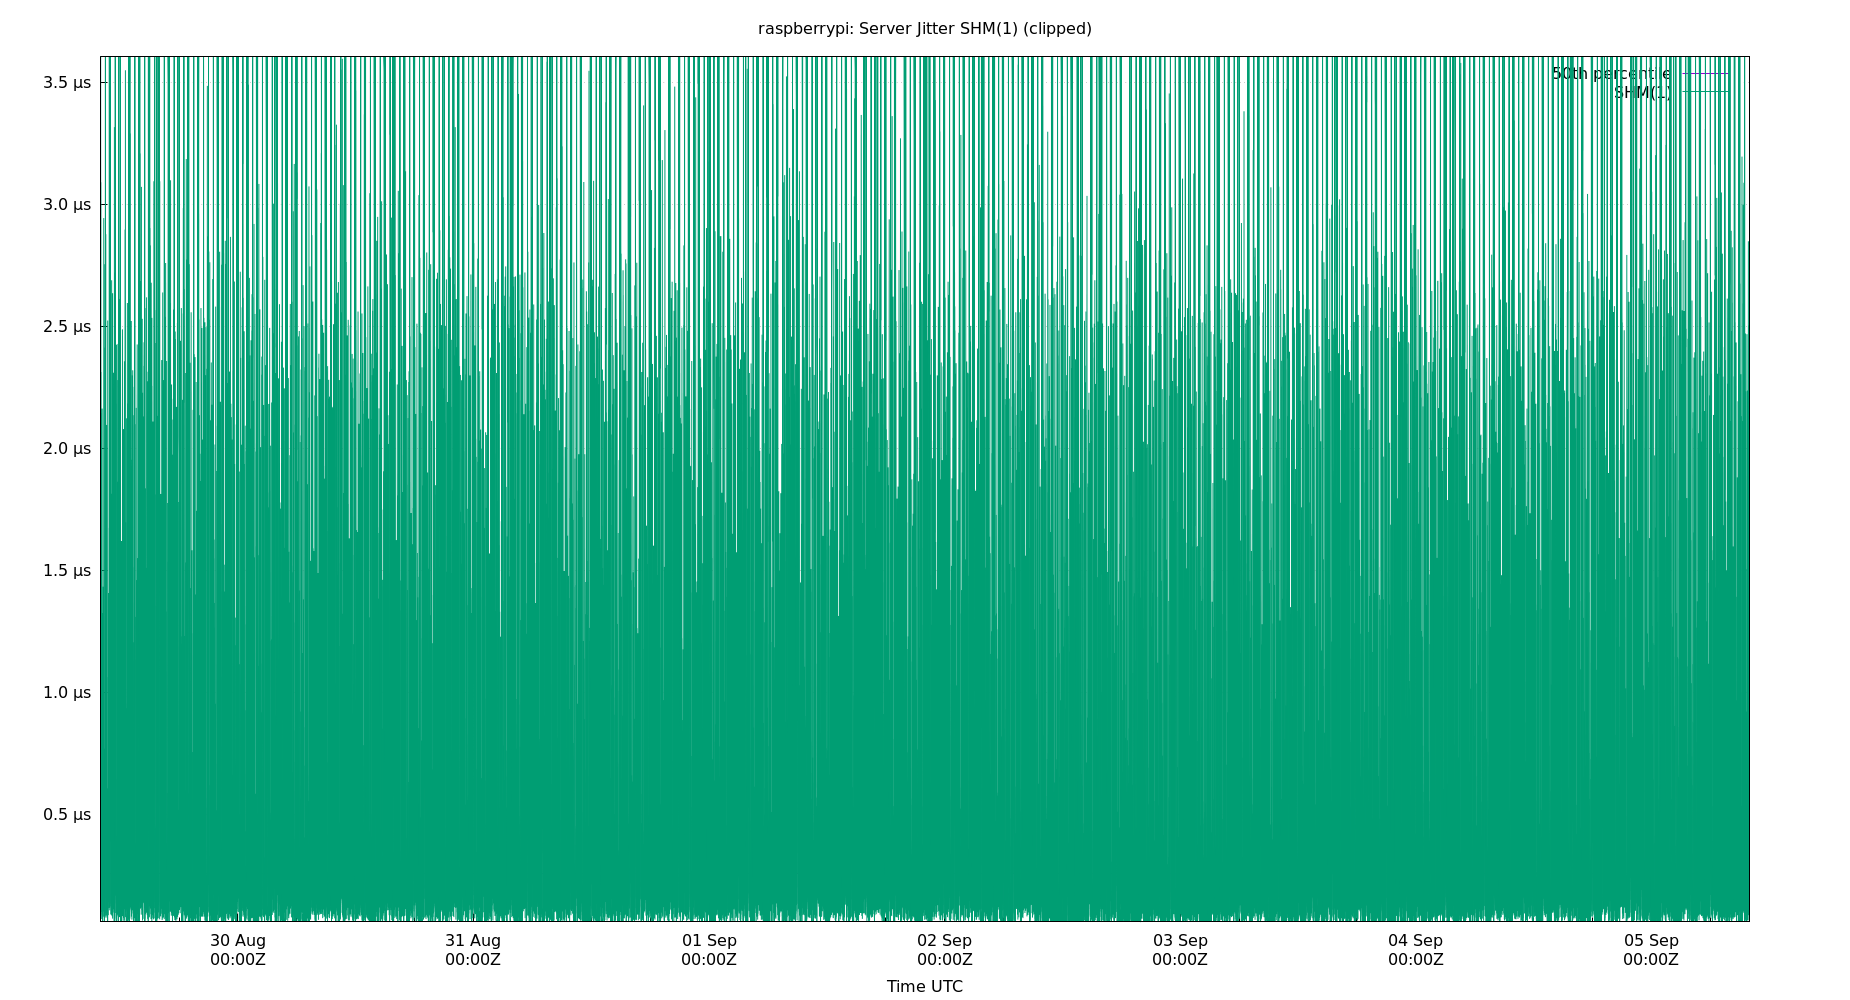 raspberrypi: Server Jitter SHM(1) (clipped)
50th percentile
SHM(1)
3.5 µs
3.0 µs
2.5 µs
2.0 µs
1.5 µs
1.0 µs
0.5 µs
30 Aug 31 Aug 01 Sep 02 Sep 03 Sep 04 Sep 05 Sep
00:00Z 00:00Z 00:00Z 00:00Z 00:00Z 00:00Z 00:00Z
Time UTC